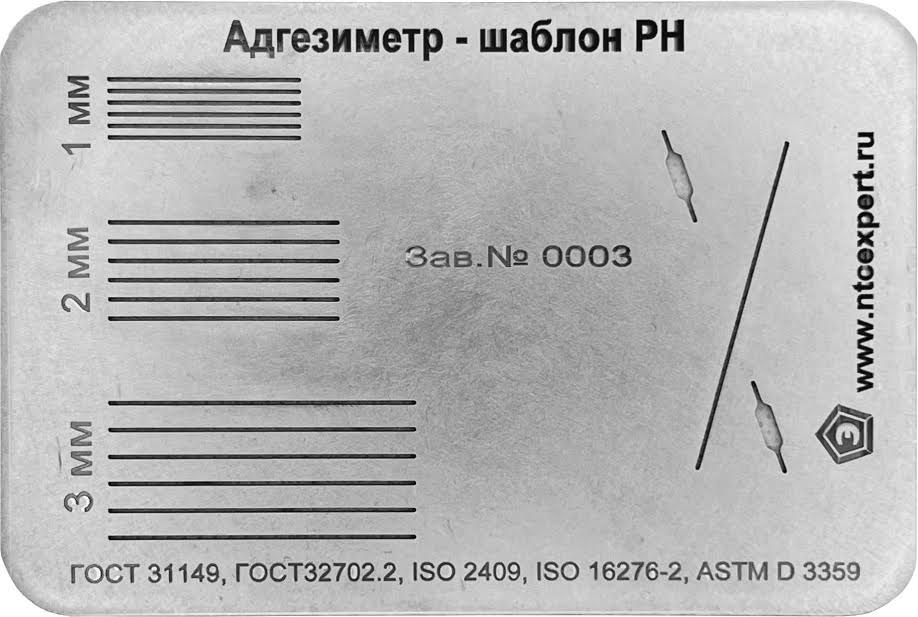 Адгезиметр - шаблон РН
1 мм
2 мм
Зав.№ 0003
3 мм
www.ntcexpert.ru
Э
ГОСТ 31149, ГОСТ32702.2, ISO 2409, ISO 16276-2, ASTM D 3359